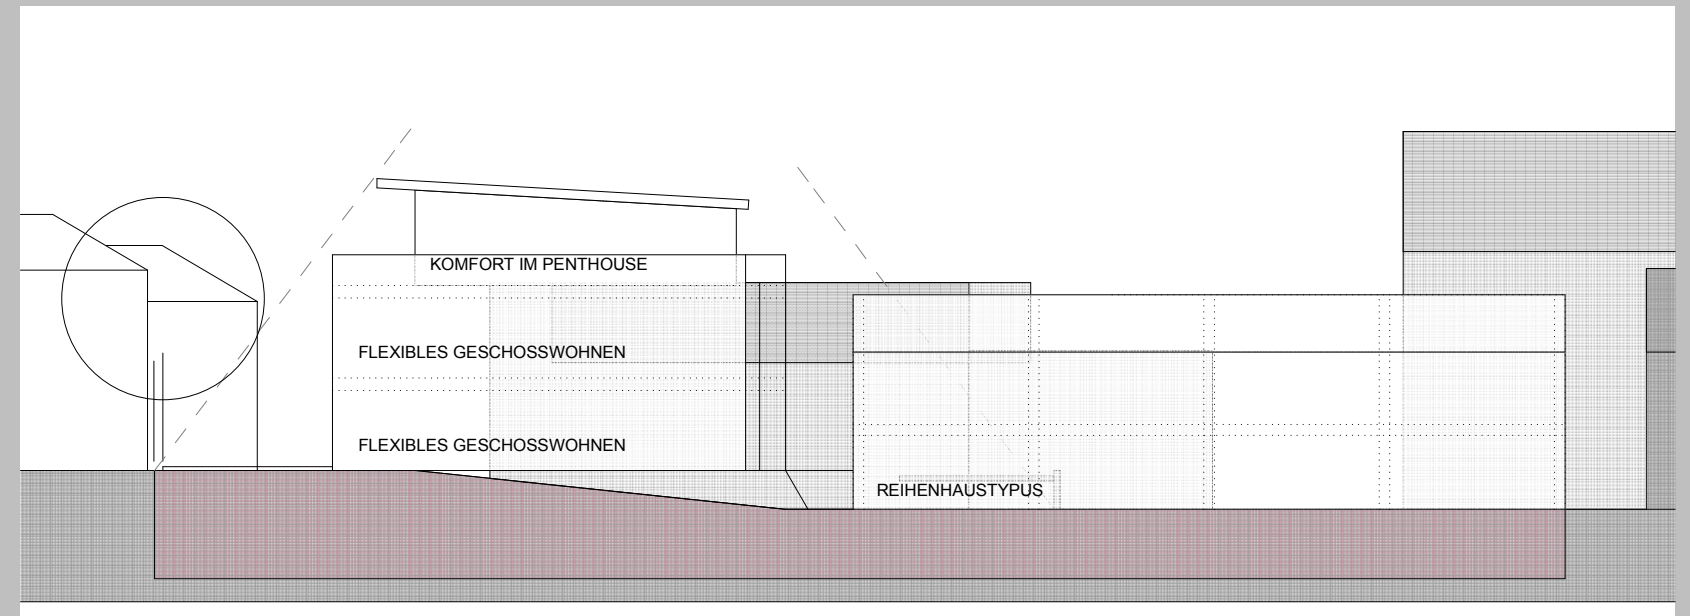 KOMFORT IM PENTHOUSE
FLEXIBLES GESCHOSSWOHNEN
FLEXIBLES GESCHOSSWOHNEN
REIHENHAUSTYPUS